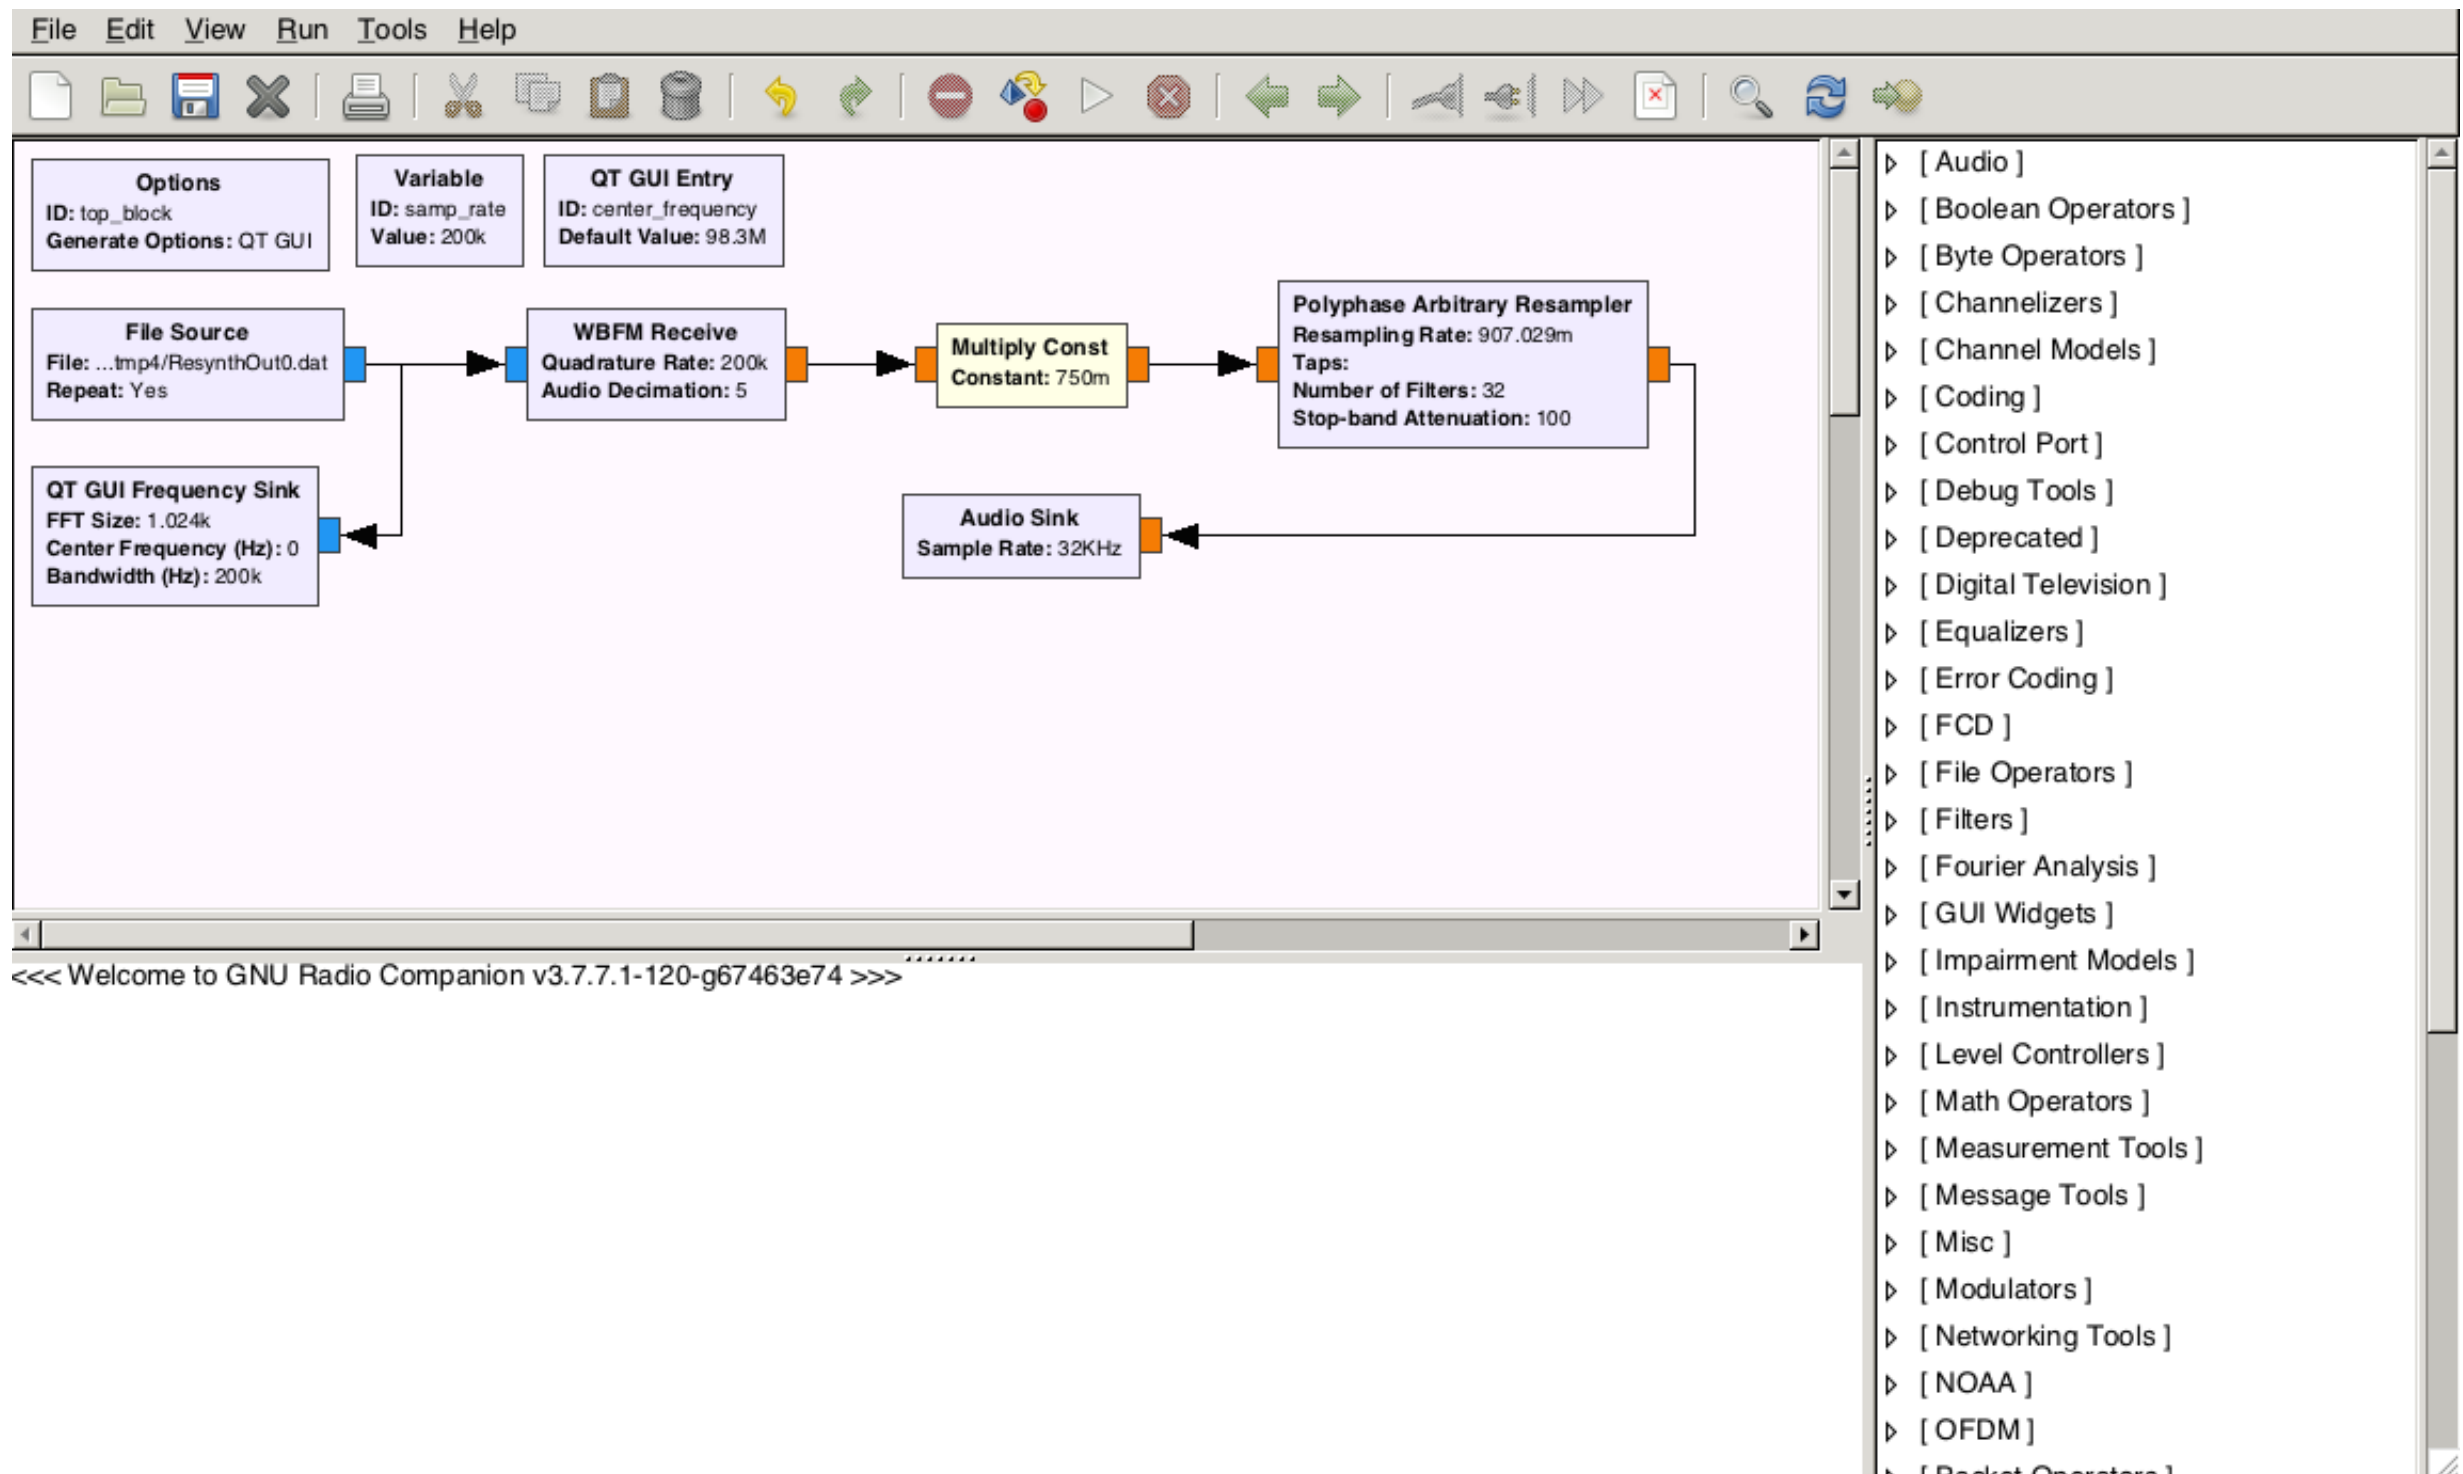 File Edit View Run Tools Help
Options
ID: top_block
Generate Options: QT GUI
Variable
ID: samp_rate
Value: 200k
QT GUI Entry
ID: center_frequency
Default Value: 98.3M
File Source
File: ...tmp4/ResynthOut0.dat
Repeat: Yes
WBFM Receive
Quadrature Rate: 200k
Audio Decimation: 5
Multiply Const
Constant: 750m
Polyphase Arbitrary Resampler
Resampling Rate: 907.029m
Taps:
Number of Filters: 32
Stop-band Attenuation: 100
QT GUI Frequency Sink
FFT Size: 1.024k
Center Frequency (Hz): 0
Bandwidth (Hz): 200k
Audio Sink
Sample Rate: 32KHz
<<< Welcome to GNU Radio Companion v3.7.7.1-120-g67463e74 >>>
[ Audio ]
[ Boolean Operators ]
[ Byte Operators ]
[ Channelizers ]
[ Channel Models ]
[ Coding ]
[ Control Port ]
[ Debug Tools ]
[ Deprecated ]
[ Digital Television ]
[ Equalizers ]
[ Error Coding ]
[ FCD ]
[ File Operators ]
[ Filters ]
[ Fourier Analysis ]
[ GUI Widgets ]
[ Impairment Models ]
[ Instrumentation ]
[ Level Controllers ]
[ Math Operators ]
[ Measurement Tools ]
[ Message Tools ]
[ Misc ]
[ Modulators ]
[ Networking Tools ]
[ NOAA ]
[ OFDM ]